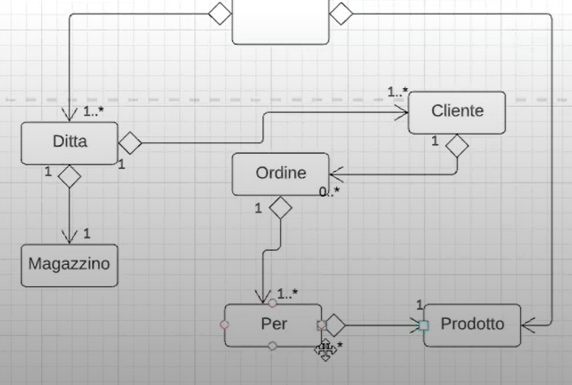 1..*
1..*
Cliente
Ditta
1
1
1
Ordine
0..*
1
1
Magazzino
1..*
1
Per
Prodotto
*